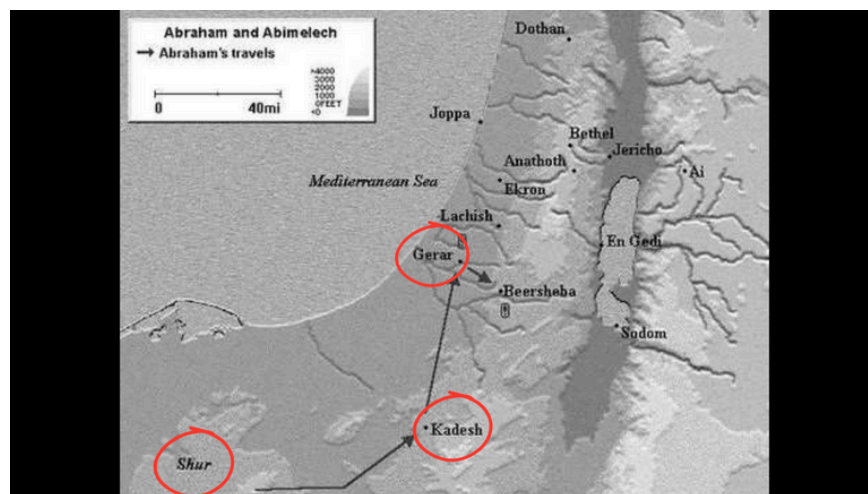 Abraham and Abimelech
Abraham's travels
>4000
3000
2000
1000
0FEET
<0
0 40mi
Dothan
Joppa
Bethel
Jericho
Anathoth
Ai
Mediterranean Sea
Ekron
Lachish
En Gedi
Gerar
Beersheba
Sodom
Kadesh
Shur